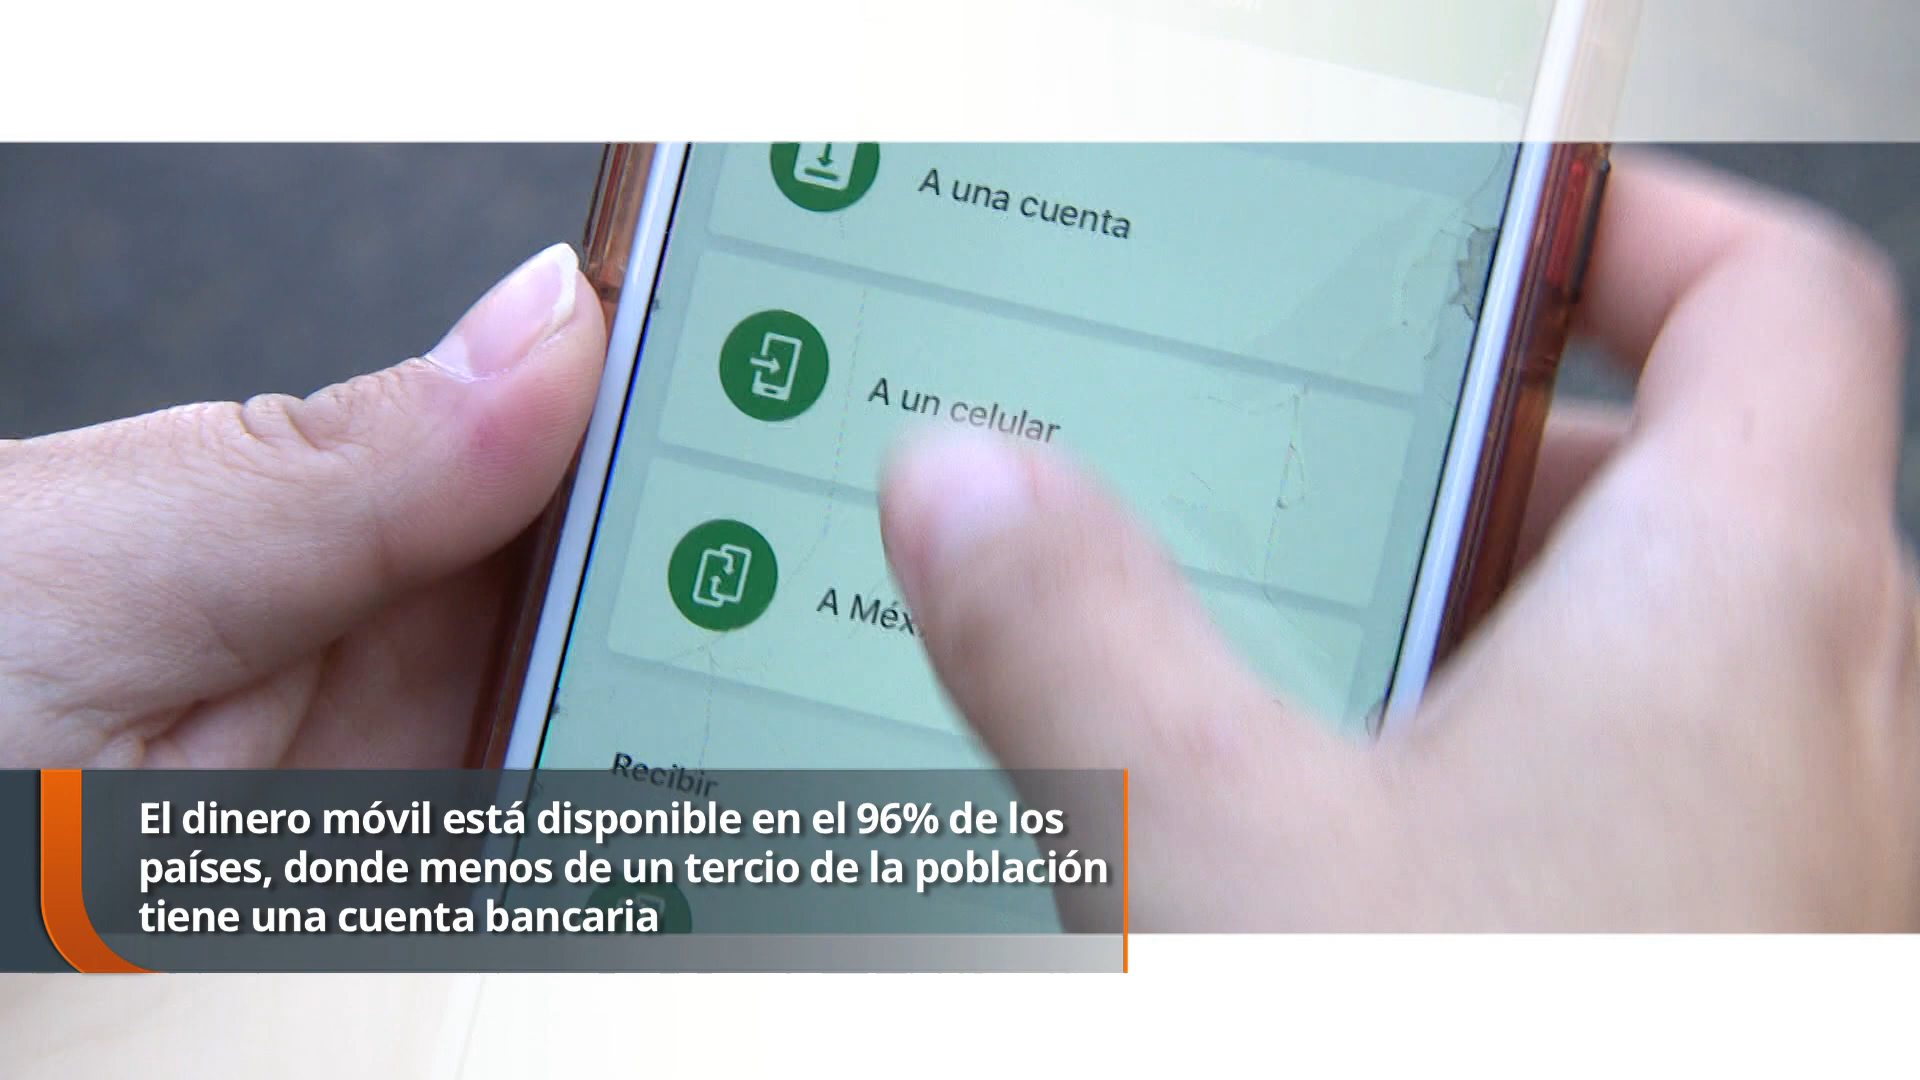 A una cuenta
A un celular
A
Recibir
El dinero móvil está disponible en el 96% de los
países, donde menos de un tercio de la población
tiene una cuenta bancaria